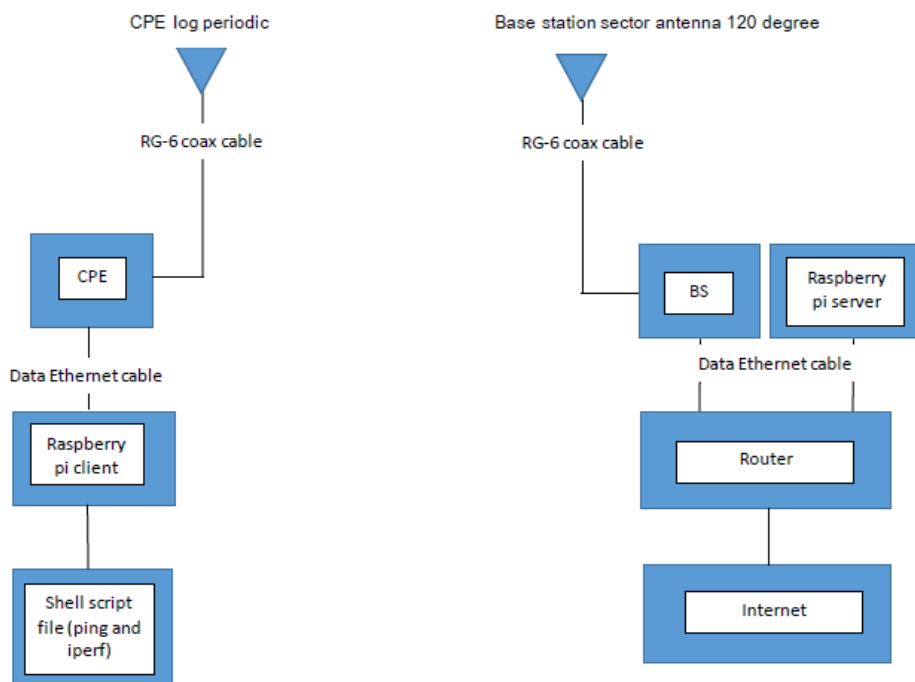 CPE log periodic
Base station sector antenna 120 degree
RG-6 coax cable
RG-6 coax cable
CPE
BS
Raspberry
pi server
Data Ethernet cable
Data Ethernet cable
Raspberry
pi client
Router
Shell script
file (ping and
iperf)
Internet